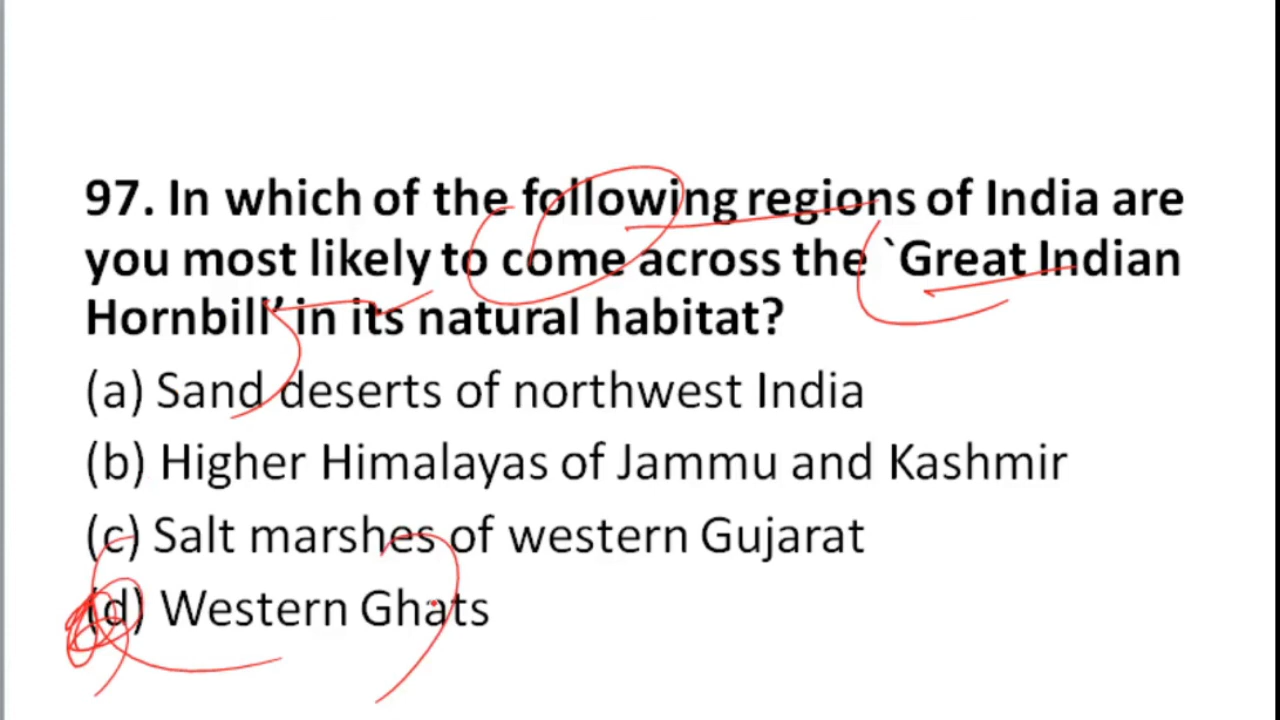 97. In which of the following regions of India are
you most likely to come across the `Great Indian
Hornbill’ in its natural habitat?
(a) Sand deserts of northwest India
(b) Higher Himalayas of Jammu and Kashmir
(c) Salt marshes of western Gujarat
(d) Western Ghats